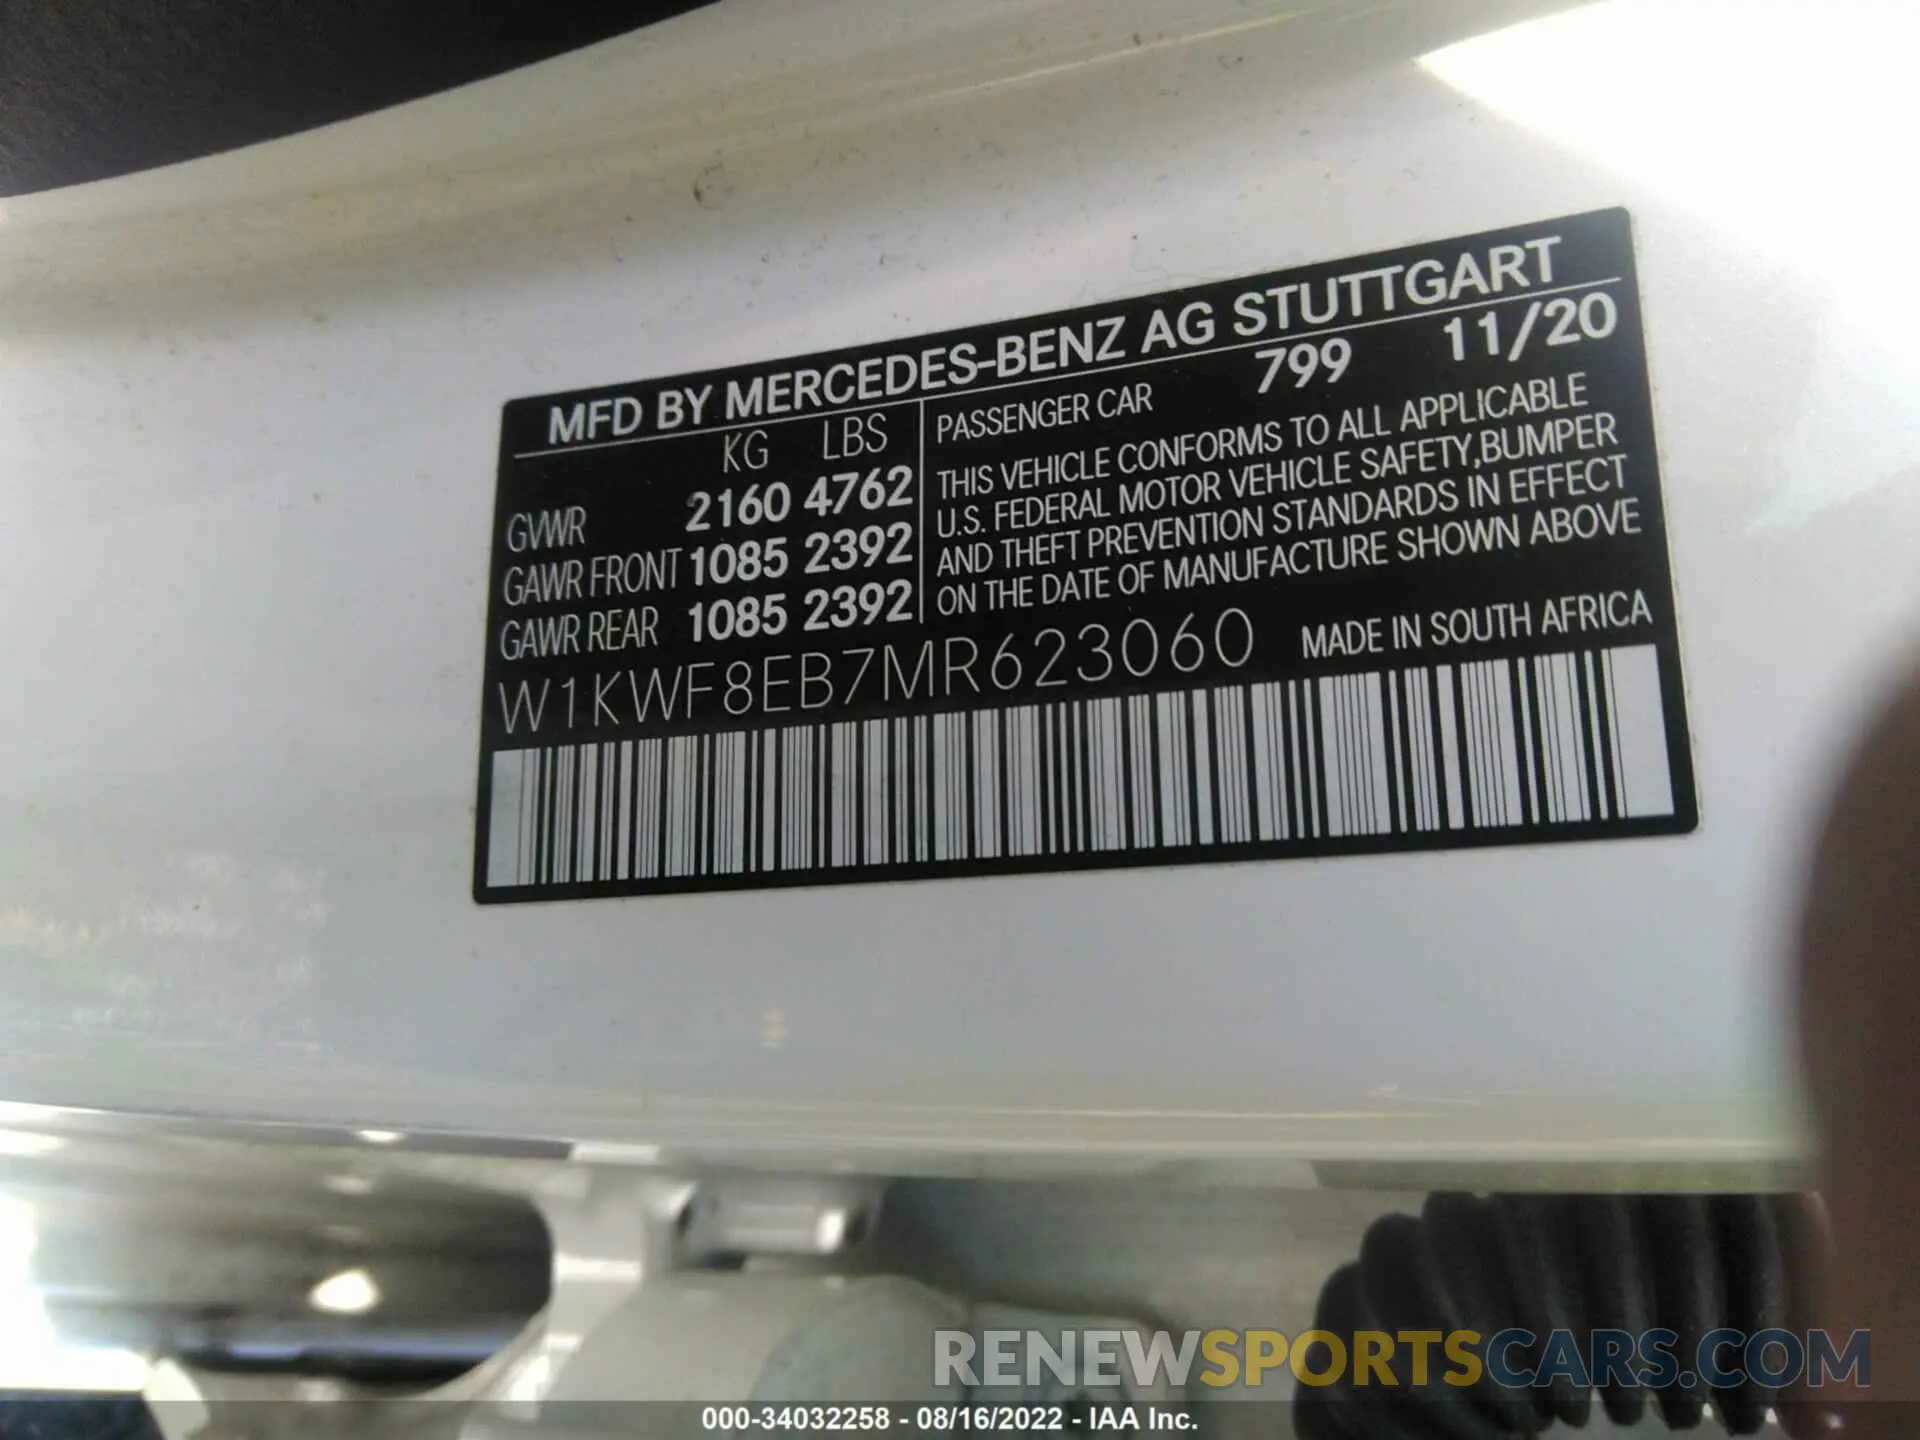 MFD BY MERCEDES-BENZ AG STUTTGART
KG LBS
GVWR 2160 4762
GAWR FRONT 1085 2392
GAWR REAR 1085 2392
PASSENGER CAR 799 11/20
THIS VEHICLE CONFORMS TO ALL APPLICABLE
U.S. FEDERAL MOTOR VEHICLE SAFETY,BUMPER
AND THEFT PREVENTION STANDARDS IN EFFECT
ON THE DATE OF MANUFACTURE SHOWN ABOVE
W1KWF8EB7MR623060 MADE IN SOUTH AFRICA
RENEWSPORTSCARS.COM
000-34032258 - 08/16/2022 - IAA Inc.